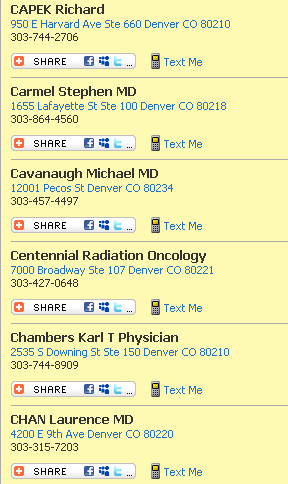 CAPEK Richard
950 E Harvard Ave Ste 660 Denver CO 80210
303-744-2706
SHARE ... Text Me
Carmel Stephen MD
1655 Lafayette St Ste 100 Denver CO 80218
303-864-4560
SHARE ... Text Me
Cavanaugh Michael MD
12001 Pecos St Denver CO 80234
303-457-4497
SHARE ... Text Me
Centennial Radiation Oncology
7000 Broadway Ste 107 Denver CO 80221
303-427-0648
SHARE ... Text Me
Chambers Karl T Physician
2535 S Downing St Ste 150 Denver CO 80210
303-744-8909
SHARE ... Text Me
CHAN Laurence MD
4200 E 9th Ave Denver CO 80220
303-315-7203
SHARE ... Text Me